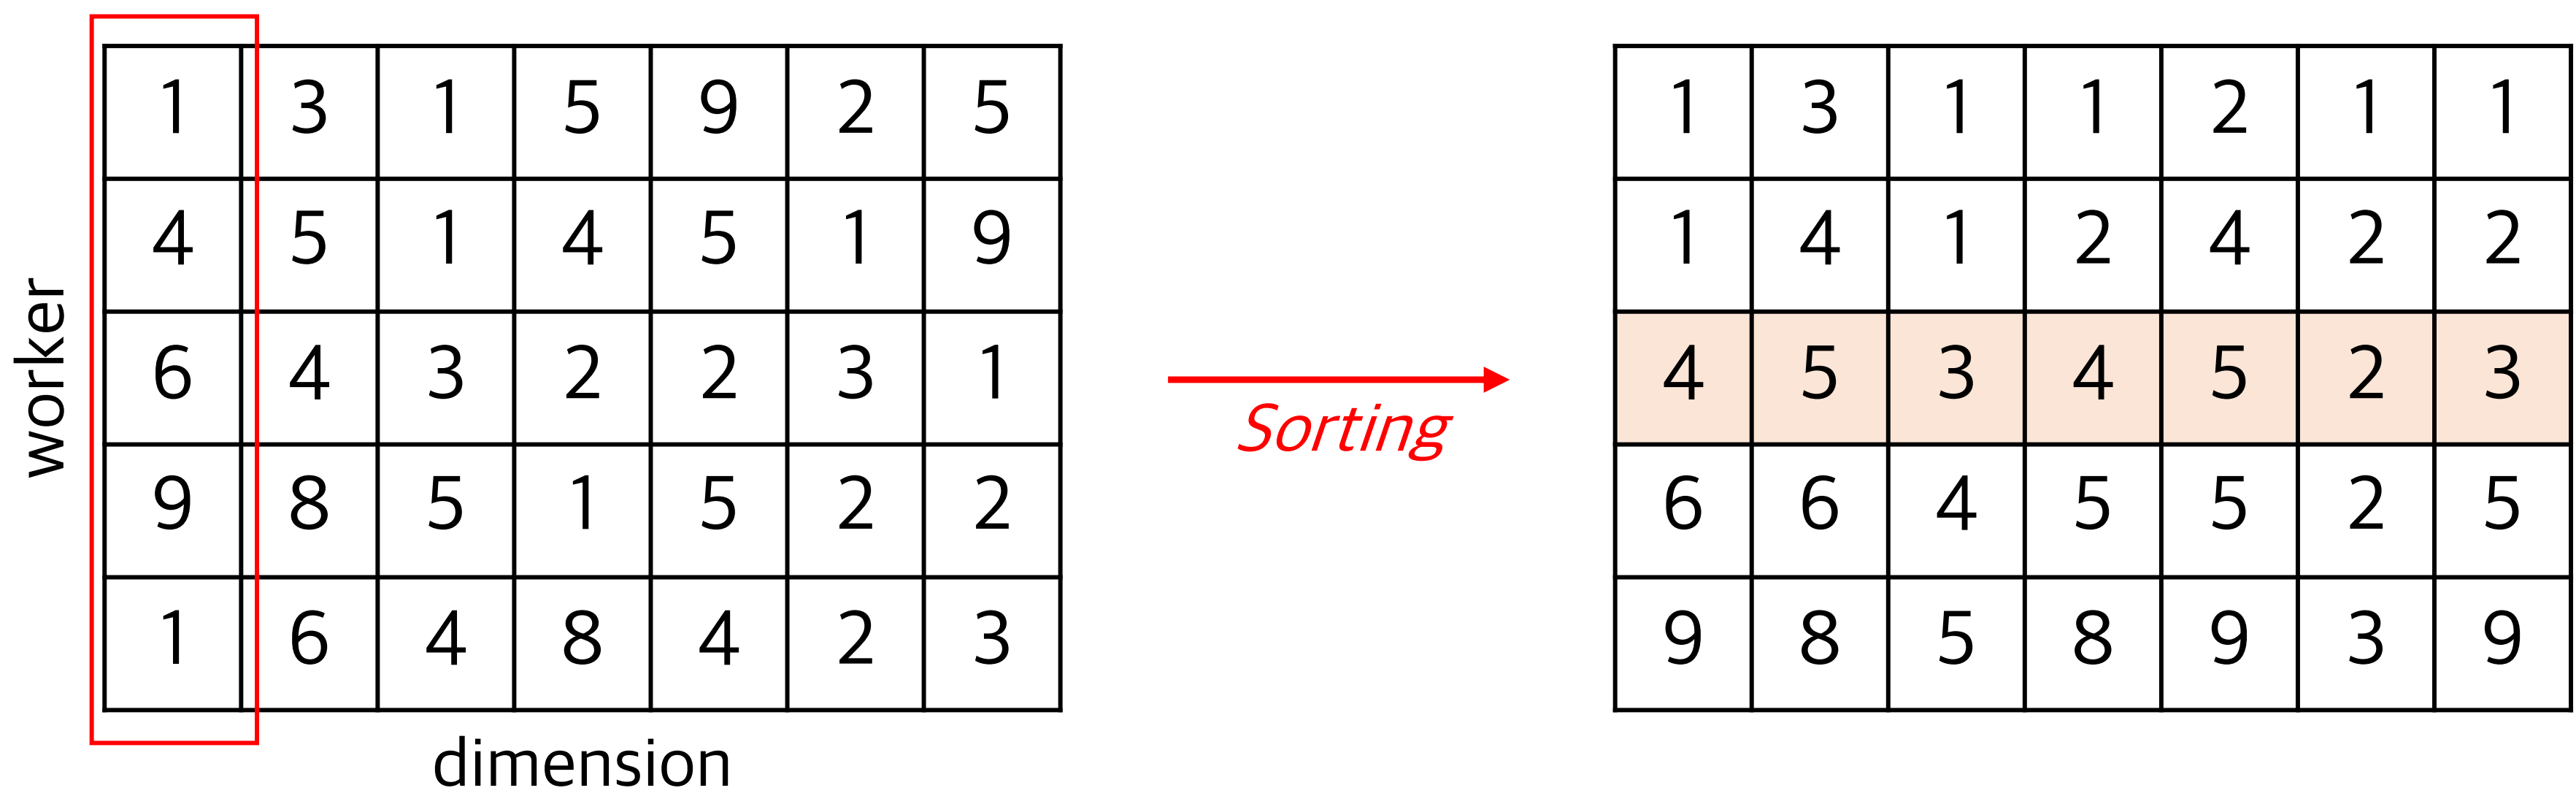 1 3 1 5 9 2 5
4 5 1 4 5 1 9
6 4 3 2 2 3 1
9 8 5 1 5 2 2
1 6 4 8 4 2 3
worker
dimension
Sorting
1 3 1 1 2 1 1
1 4 1 2 4 2 2
4 5 3 4 5 2 3
6 6 4 5 5 2 5
9 8 5 8 9 3 9